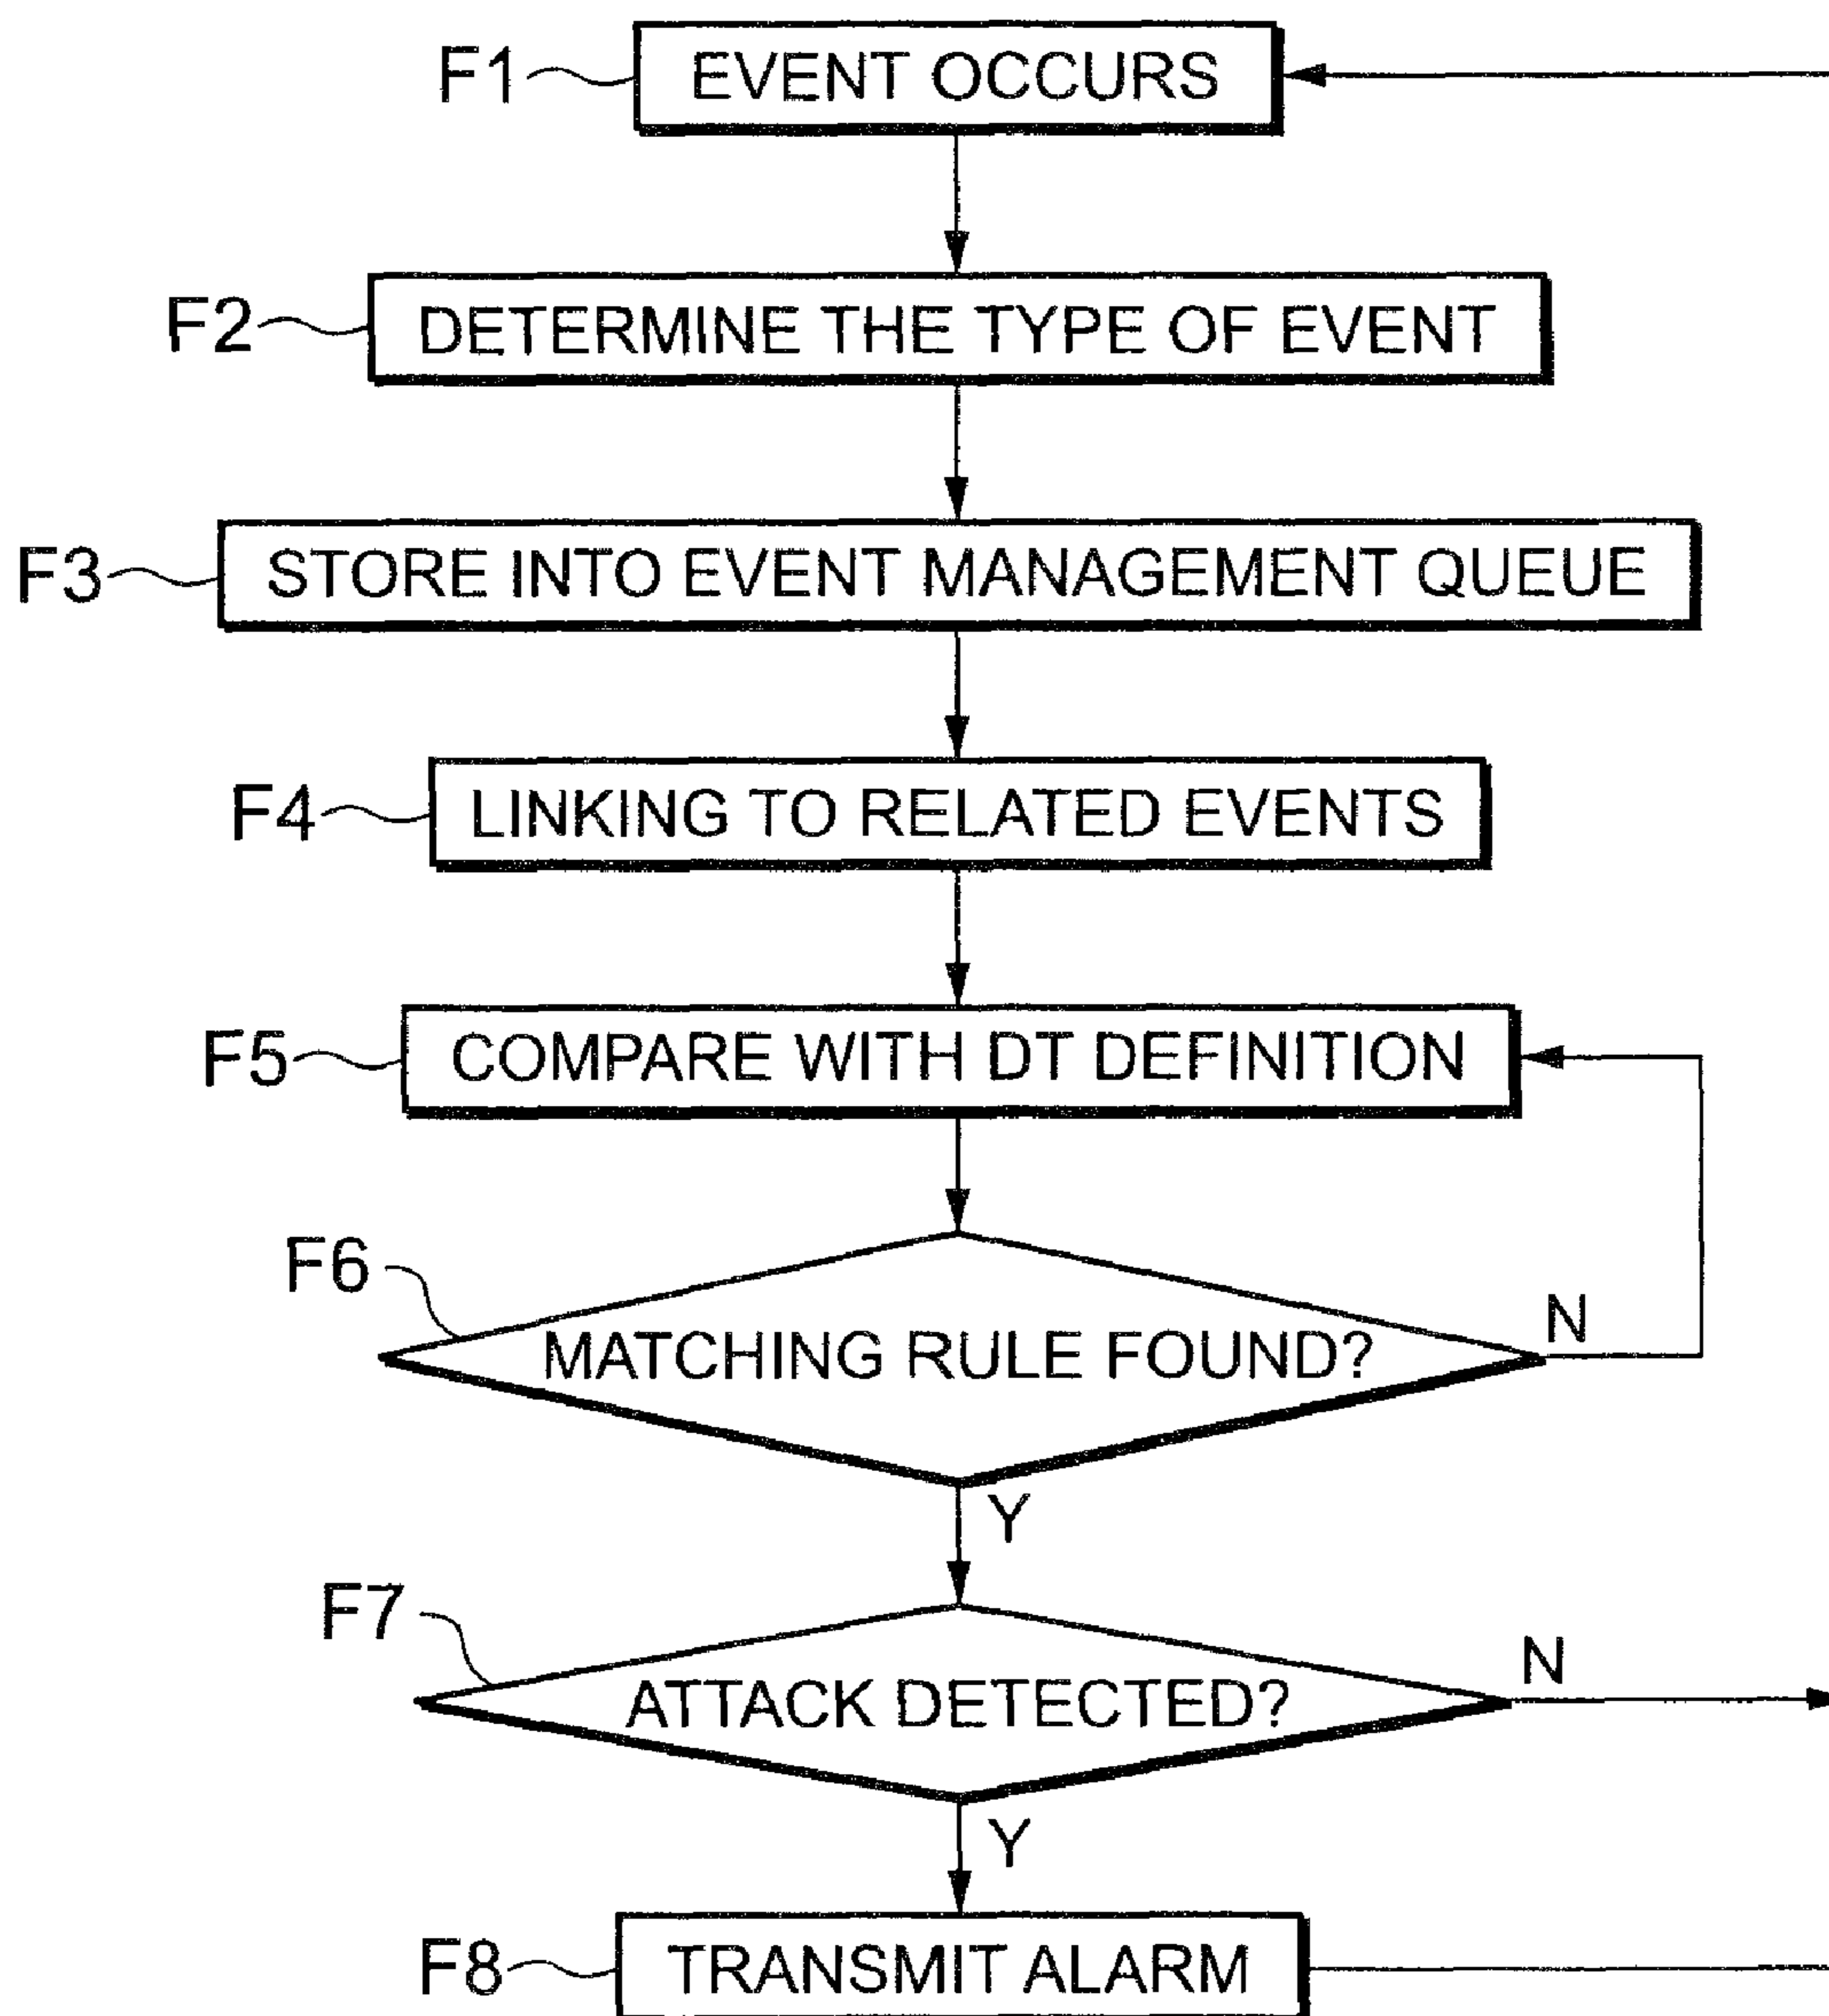 F1 EVENT OCCURS
F2 DETERMINE THE TYPE OF EVENT
F3 STORE INTO EVENT MANAGEMENT QUEUE
F4 LINKING TO RELATED EVENTS
F5 COMPARE WITH DT DEFINITION
F6 MATCHING RULE FOUND? N
Y
F7 ATTACK DETECTED? N
Y
F8 TRANSMIT ALARM